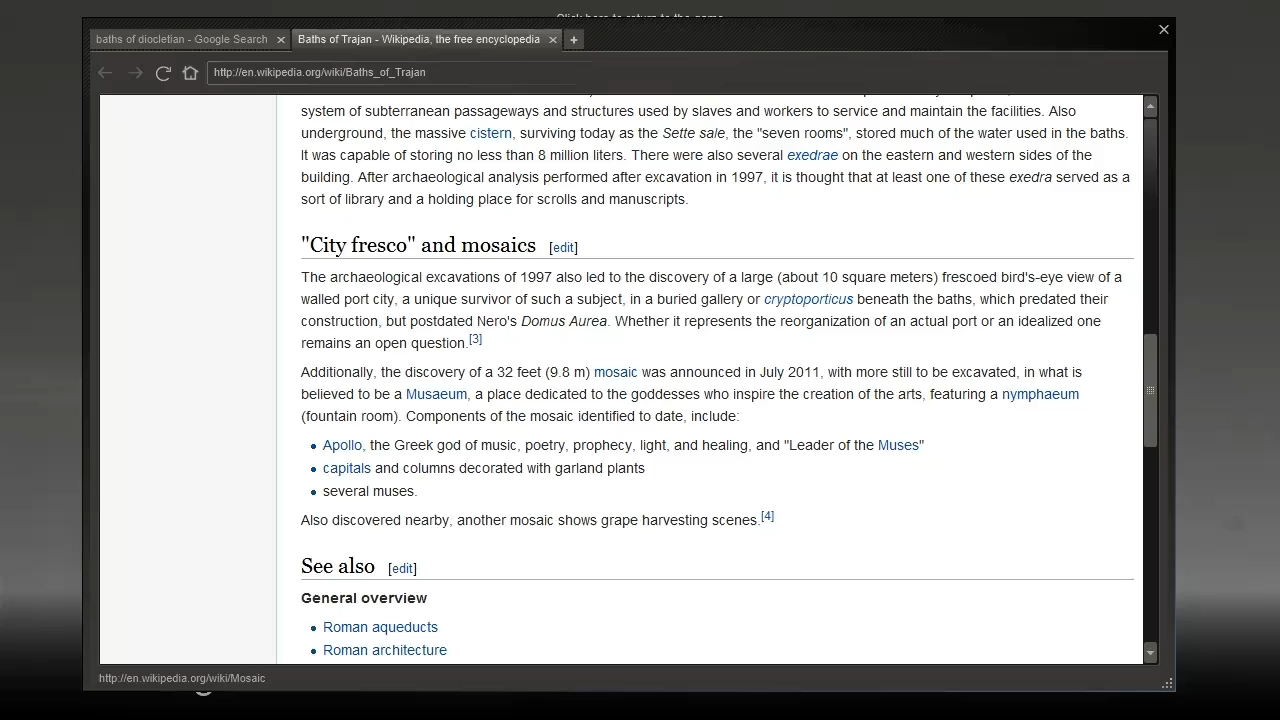 baths of diocletian - Google Search
Baths of Trajan - Wikipedia, the free encyclopedia
http://en.wikipedia.org/wiki/Baths_of_Trajan
system of subterranean passageways and structures used by slaves and workers to service and maintain the facilities. Also
underground, the massive cistern, surviving today as the Sette sale, the "seven rooms", stored much of the water used in the baths.
It was capable of storing no less than 8 million liters. There were also several exedrae on the eastern and western sides of the
building. After archaeological analysis performed after excavation in 1997, it is thought that at least one of these exedra served as a
sort of library and a holding place for scrolls and manuscripts.
"City fresco" and mosaics [edit]
The archaeological excavations of 1997 also led to the discovery of a large (about 10 square meters) frescoed bird's-eye view of a
walled port city, a unique survivor of such a subject, in a buried gallery or cryptoporticus beneath the baths, which predated their
construction, but postdated Nero's Domus Aurea. Whether it represents the reorganization of an actual port or an idealized one
remains an open question.[3]
Additionally, the discovery of a 32 feet (9.8 m) mosaic was announced in July 2011, with more still to be excavated, in what is
believed to be a Musaeum, a place dedicated to the goddesses who inspire the creation of the arts, featuring a nymphaeum
(fountain room). Components of the mosaic identified to date, include:
• Apollo, the Greek god of music, poetry, prophecy, light, and healing, and "Leader of the Muses"
• capitals and columns decorated with garland plants
• several muses.
Also discovered nearby, another mosaic shows grape harvesting scenes.[4]
See also [edit]
General overview
• Roman aqueducts
• Roman architecture
http://en.wikipedia.org/wiki/Mosaic